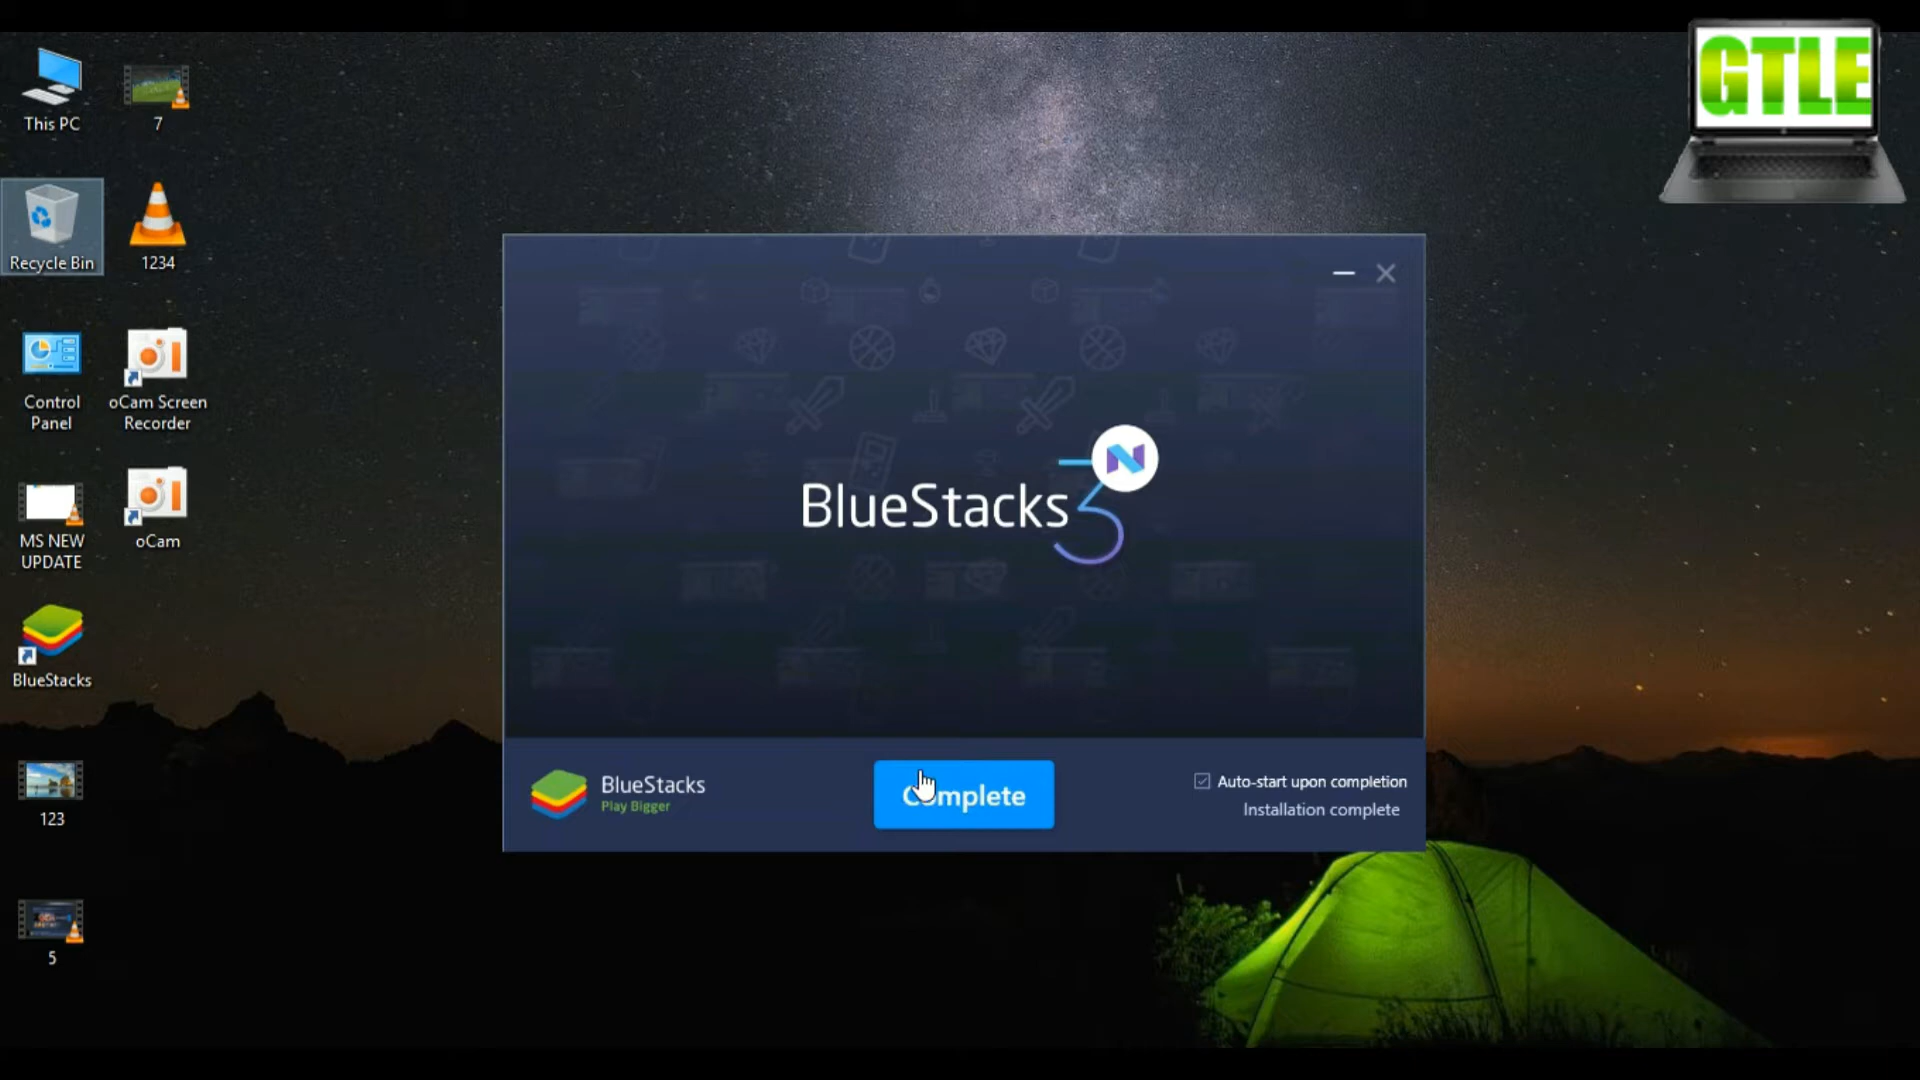 GTLE
This PC
7
Recycle Bin
1234
Control
Panel
oCam Screen
Recorder
MS NEW
UPDATE
oCam
BlueStacks
123
5
BlueStacks 3
N
BlueStacks
Play Bigger
Complete
Auto-start upon completion
Installation complete